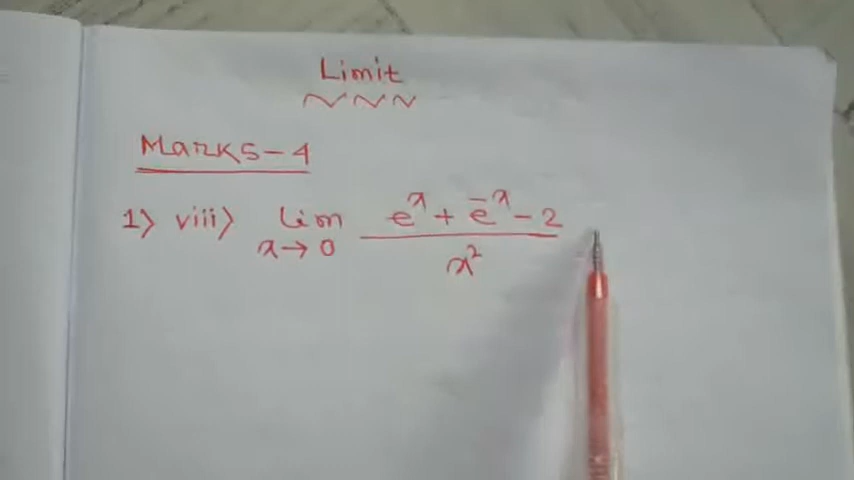 Limit
Marks-4
1) viii) lim x→0 (e^x + e^-x - 2) / x^2